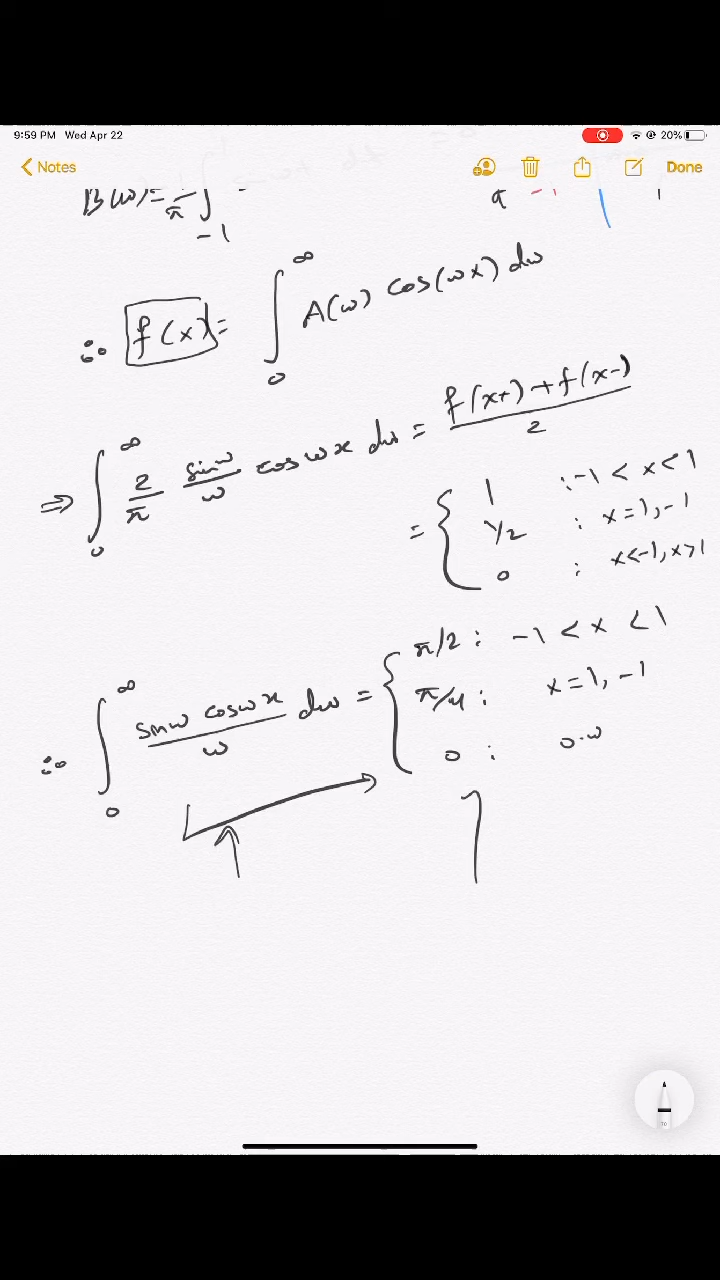 9:59 PM Wed Apr 22 20%
Notes Done
B(ω)= 1/π ∫ -1
∴ f(x) = ∫ 0 ∞ A(ω) cos(ωx) dω
⇒ ∫ 0 ∞ 2/π sinω/ω cosωx dω = f(x+)+f(x-)/2
= { 1 : -1 < x < 1
1/2 : x=1,-1
0 : x<-1, x>1
π/2 : -1 < x < 1
∴ ∫ 0 ∞ sinω cosωx/ω dω = { π/4 : x=1, -1
0 : o.w